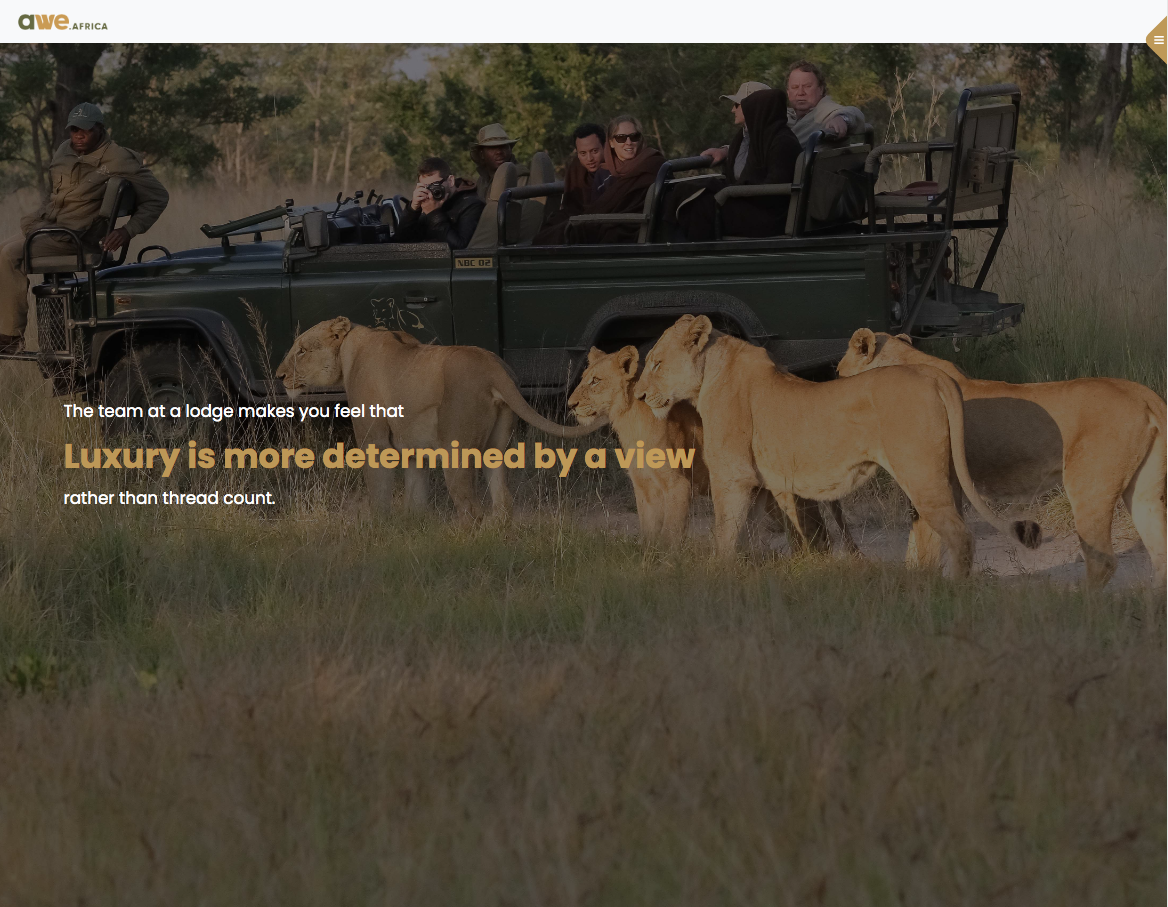 awe.AFRICA
NBC 02
The team at a lodge makes you feel that
Luxury is more determined by a view
rather than thread count.